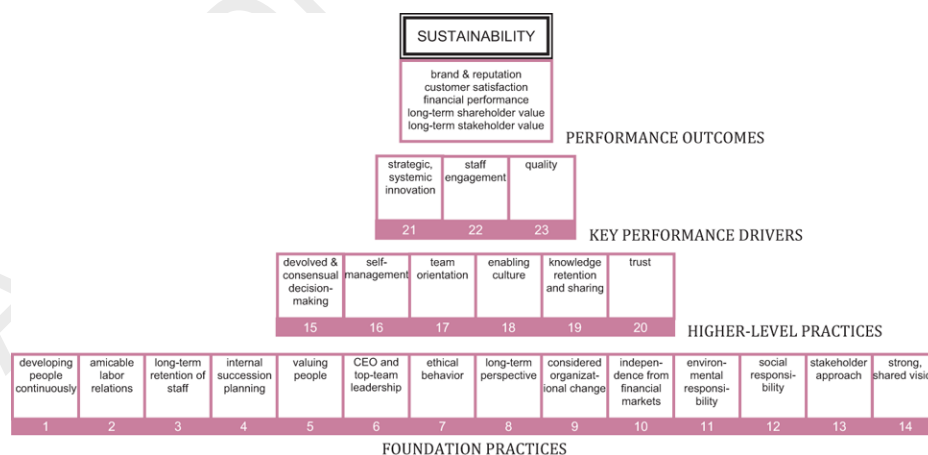 SUSTAINABILITY
brand & reputation
customer satisfaction
financial performance
long-term shareholder value
long-term stakeholder value
PERFORMANCE OUTCOMES
strategic,
systemic
innovation
21
staff
engagement
22
quality
23
KEY PERFORMANCE DRIVERS
devolved &
consensual
decision-
making
15
self-
management
16
team
orientation
17
enabling
culture
18
knowledge
retention
and sharing
19
trust
20
HIGHER-LEVEL PRACTICES
developing
people
continuously
1
amicable
labor
relations
2
long-term
retention of
staff
3
internal
succession
planning
4
valuing
people
5
CEO and
top-team
leadership
6
ethical
behavior
7
long-term
perspective
8
considered
organizat-
ional change
9
indepen-
dence from
financial
markets
10
environ-
mental
responsi-
bility
11
social
responsi-
bility
12
stakeholder
approach
13
strong,
shared visio
14
FOUNDATION PRACTICES